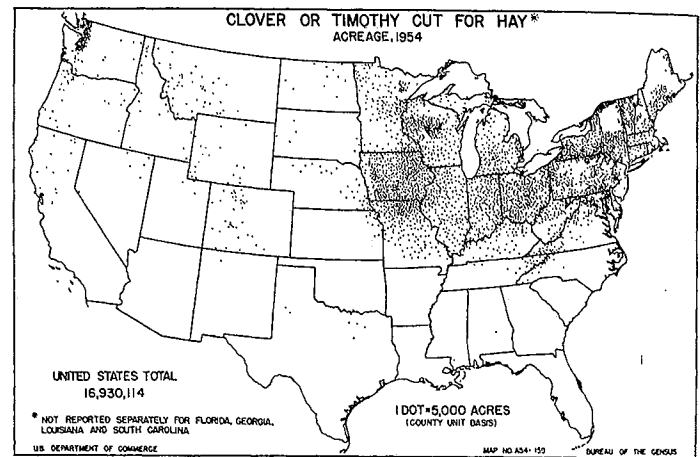 CLOVER OR TIMOTHY CUT FOR HAY*
ACREAGE, 1954
UNITED STATES TOTAL
16,930,114
* NOT REPORTED SEPARATELY FOR FLORIDA, GEORGIA,
LOUISIANA AND SOUTH CAROLINA
1 DOT=5,000 ACRES
(COUNTY UNIT BASIS)
U.S. DEPARTMENT OF COMMERCE
MAP NO. A54-159
BUREAU OF THE CENSUS